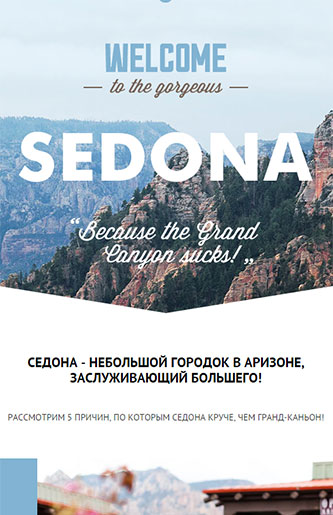 WELCOME
— to the gorgeous —
SEDONA
“Because the Grand
Canyon sucks!„
СЕДОНА - НЕБОЛЬШОЙ ГОРОДОК В АРИЗОНЕ,
ЗАСЛУЖИВАЮЩИЙ БОЛЬШЕГО!
РАССМОТРИМ 5 ПРИЧИН, ПО КОТОРЫМ СЕДОНА КРУЧЕ, ЧЕМ ГРАНД-КАНЬОН!